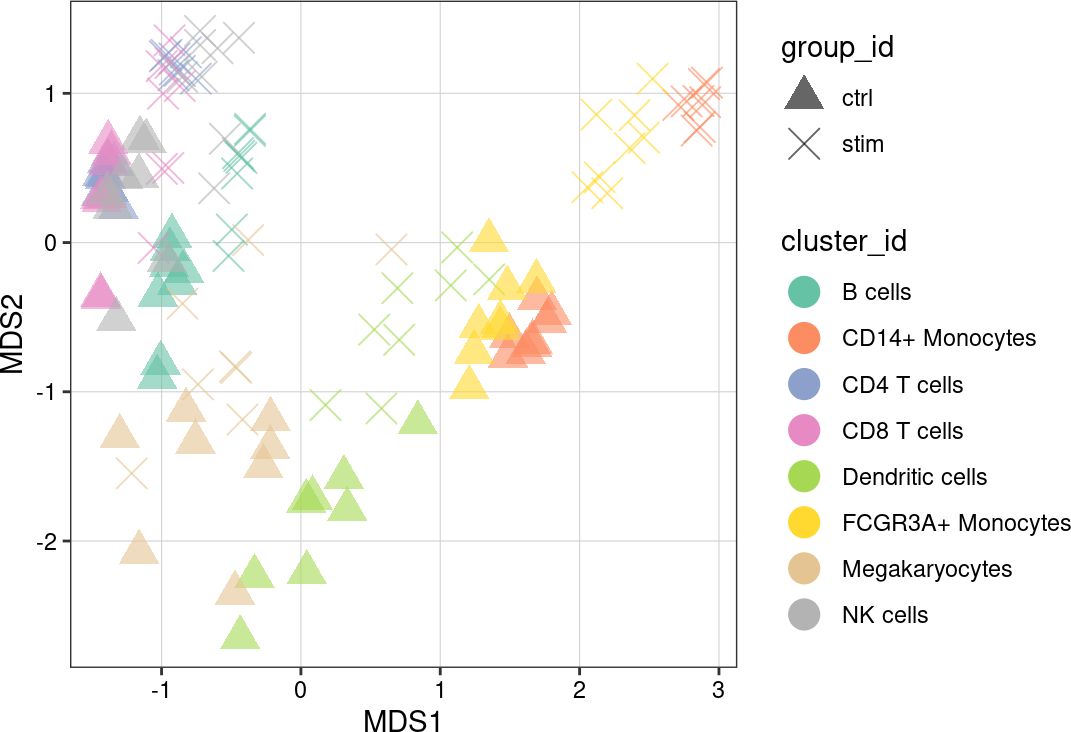 1
0
-1
-2
MDS2
-1
0
1
2
3
MDS1
group_id
ctrl
stim
cluster_id
B cells
CD14+ Monocytes
CD4 T cells
CD8 T cells
Dendritic cells
FCGR3A+ Monocytes
Megakaryocytes
NK cells